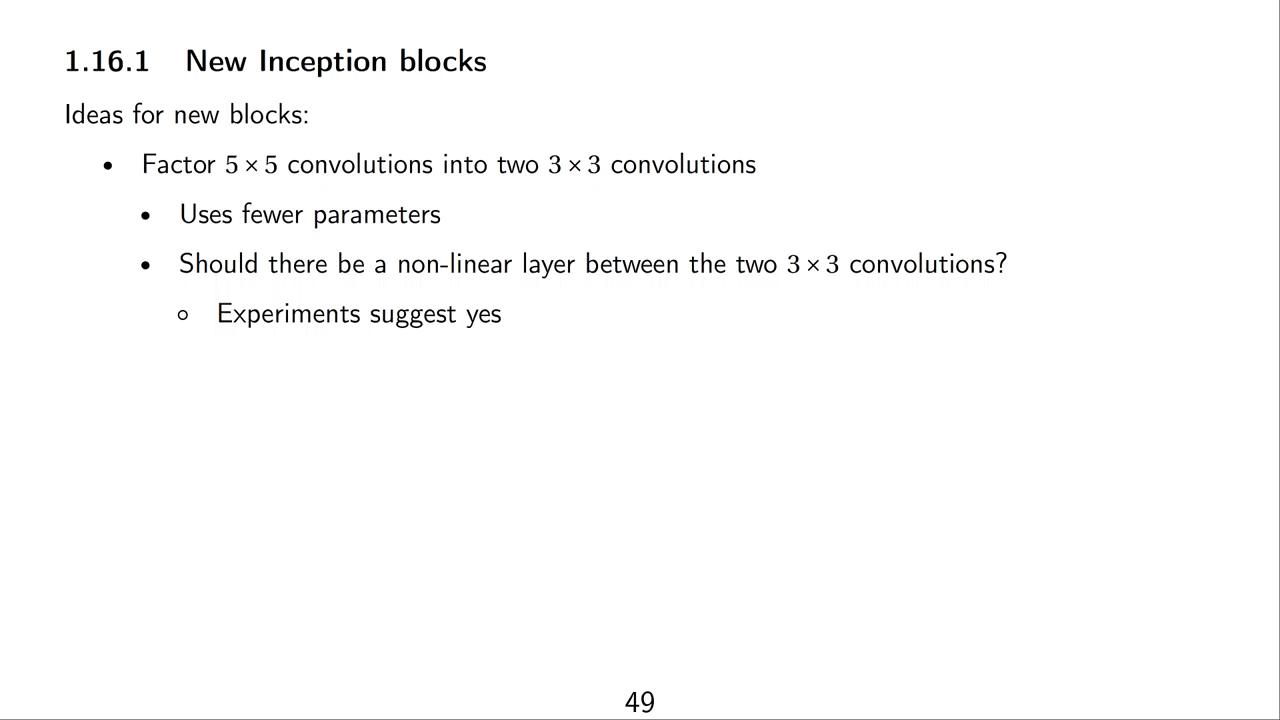 1.16.1 New Inception blocks
Ideas for new blocks:
• Factor 5 × 5 convolutions into two 3 × 3 convolutions
• Uses fewer parameters
• Should there be a non-linear layer between the two 3 × 3 convolutions?
◦ Experiments suggest yes
49